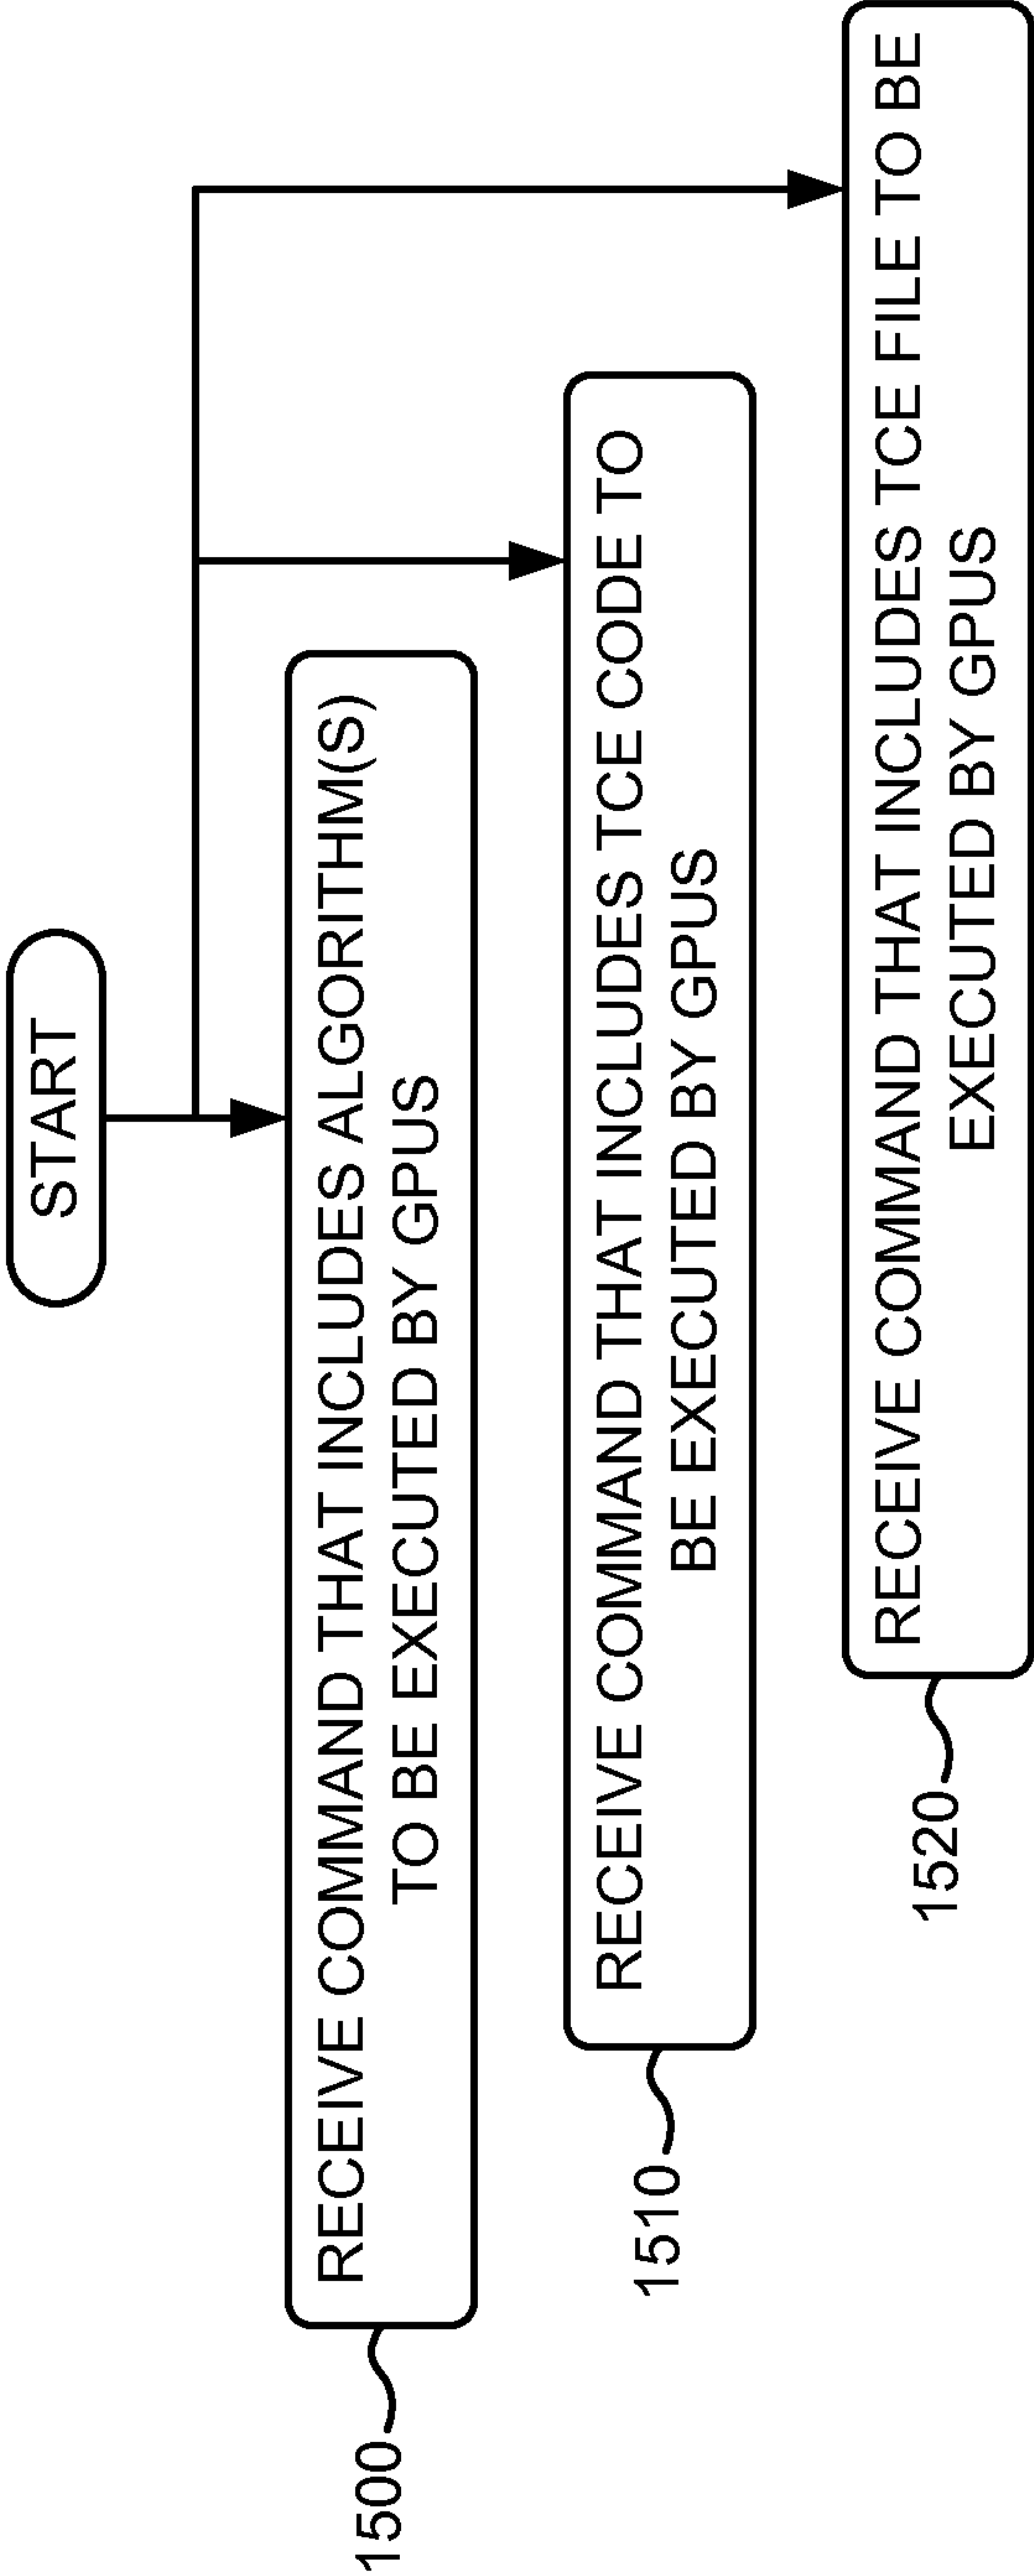 START
RECEIVE COMMAND THAT INCLUDES ALGORITHM(S)
TO BE EXECUTED BY GPUS
1500
RECEIVE COMMAND THAT INCLUDES TCE CODE TO
BE EXECUTED BY GPUS
1510
RECEIVE COMMAND THAT INCLUDES TCE FILE TO BE
EXECUTED BY GPUS
1520